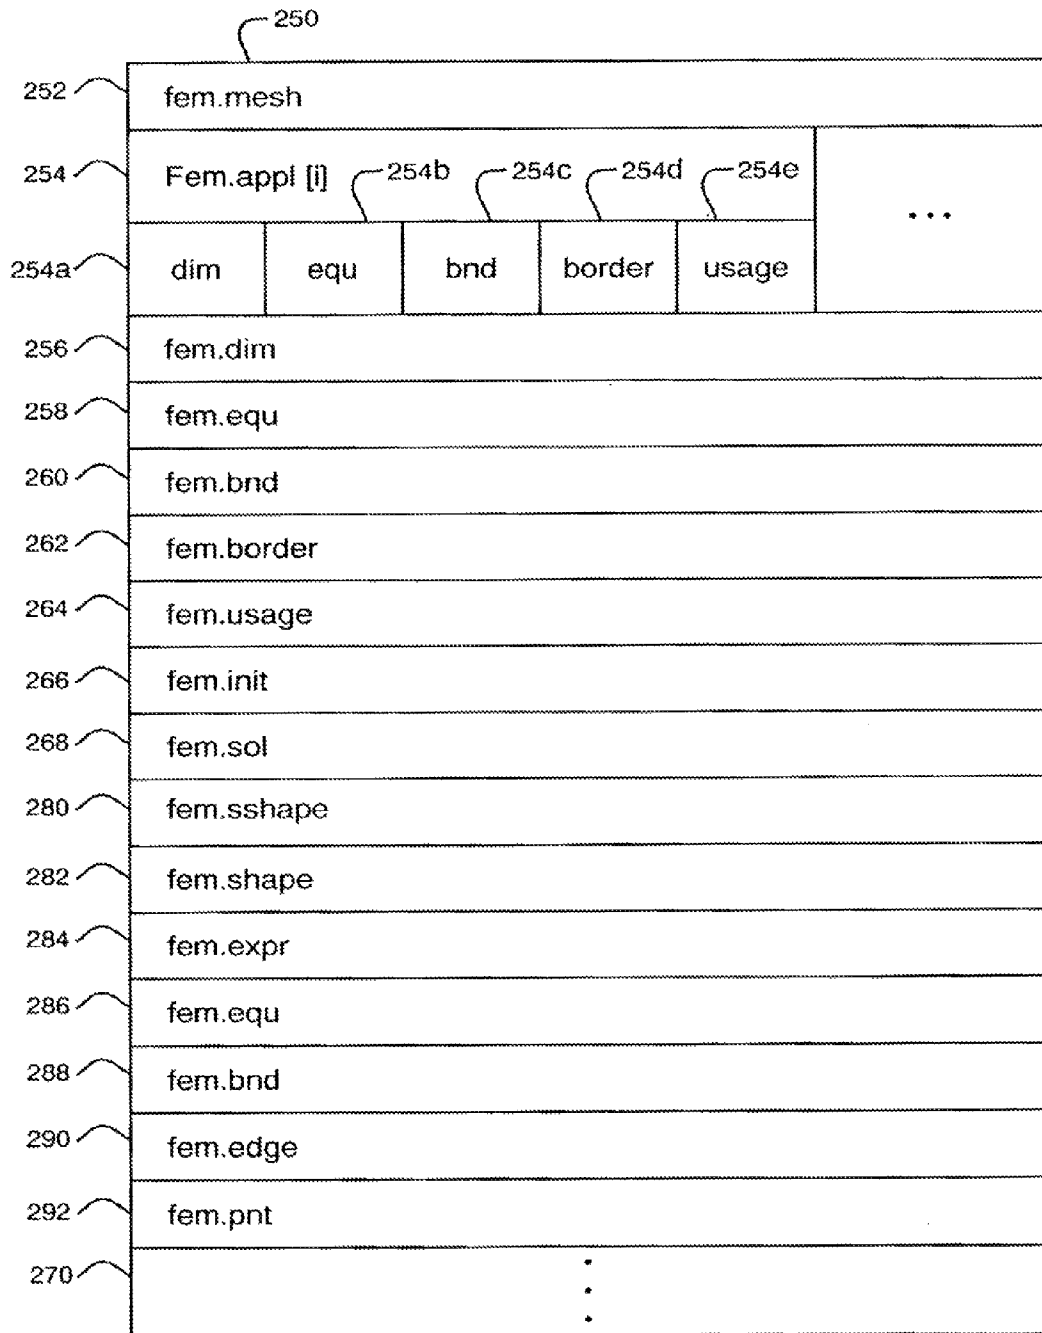 250
252 fem.mesh
254 Fem.appl [i] 254b 254c 254d 254e
...
254a dim equ bnd border usage
256 fem.dim
258 fem.equ
260 fem.bnd
262 fem.border
264 fem.usage
266 fem.init
268 fem.sol
280 fem.sshape
282 fem.shape
284 fem.expr
286 fem.equ
288 fem.bnd
290 fem.edge
292 fem.pnt
270